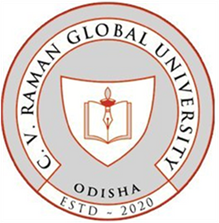 C. V. RAMAN GLOBAL UNIVERSITY
ODISHA
ESTD ~ 2020